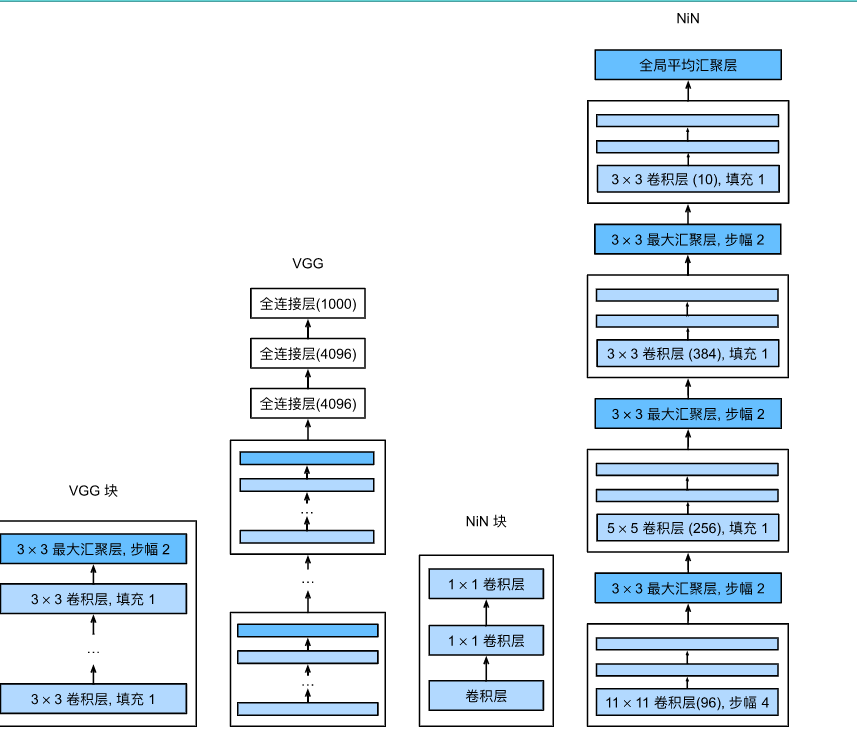 NiN
全局平均汇聚层
3 × 3 卷积层 (10), 填充 1
3 × 3 最大汇聚层, 步幅 2
3 × 3 卷积层 (384), 填充 1
3 × 3 最大汇聚层, 步幅 2
5 × 5 卷积层 (256), 填充 1
3 × 3 最大汇聚层, 步幅 2
11 × 11 卷积层(96), 步幅 4
VGG
全连接层(1000)
全连接层(4096)
全连接层(4096)
...
...
...
VGG 块
3 × 3 最大汇聚层, 步幅 2
3 × 3 卷积层, 填充 1
...
3 × 3 卷积层, 填充 1
NiN 块
1 × 1 卷积层
1 × 1 卷积层
卷积层